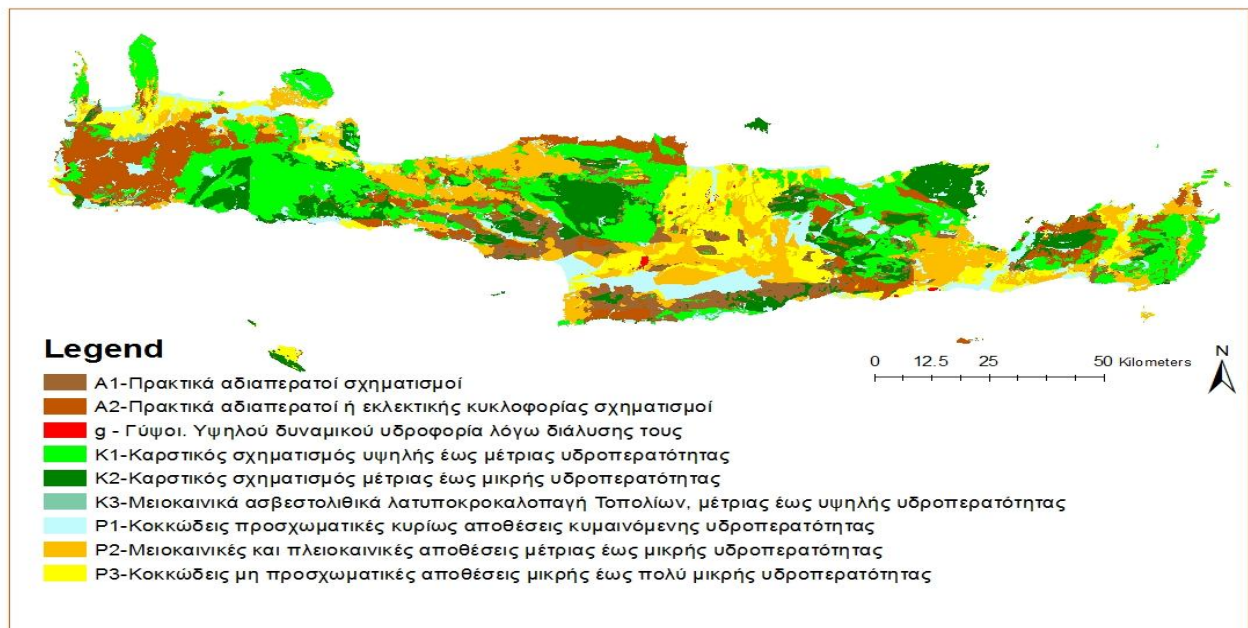 Legend
A1-Πρακτικά αδιαπερατοί σχηματισμοί
A2-Πρακτικά αδιαπερατοί ή εκλεκτικής κυκλοφορίας σχηματισμοί
g - Γύψοι. Υψηλού δυναμικού υδροφορία λόγω διάλυσης τους
K1-Καρστικός σχηματισμός υψηλής έως μέτριας υδροπερατότητας
K2-Καρστικός σχηματισμός μέτριας έως μικρής υδροπερατότητας
K3-Μειοκαινικά ασβεστολιθικά λατυποκροκαλοπαγή Τοπολίων, μέτριας έως υψηλής υδροπερατότητας
P1-Κοκκώδεις προσχωματικές κυρίως αποθέσεις κυμαινόμενης υδροπερατότητας
P2-Μειοκαινικές και πλειοκαινικές αποθέσεις μέτριας έως μικρής υδροπερατότητας
P3-Κοκκώδεις μη προσχωματικές αποθέσεις μικρής έως πολύ μικρής υδροπερατότητας
0 12.5 25 50 Kilometers
N